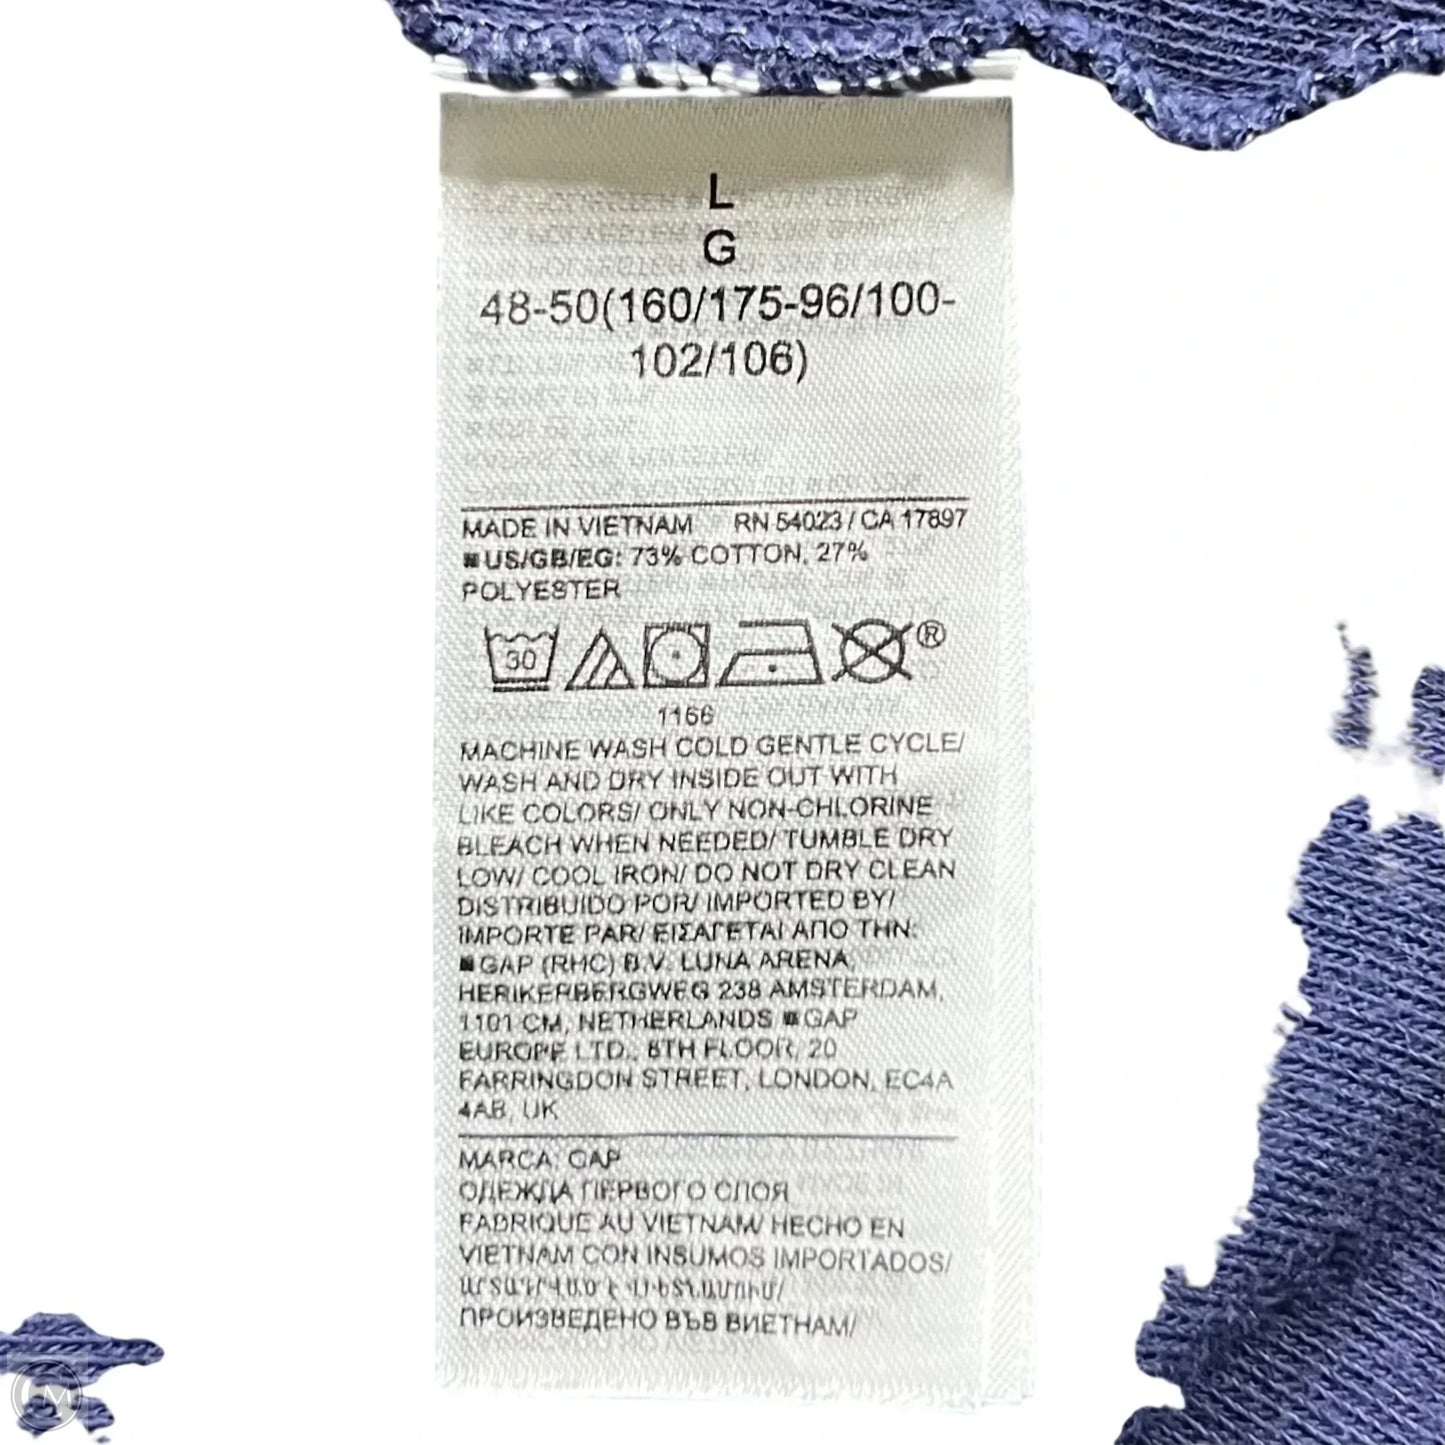 L
G
48-50(160/175-96/100-
102/106)
MADE IN VIETNAM RN 54023 / CA 17897
US/GB/EG: 73% COTTON, 27%
POLYESTER
30 ®
1166
MACHINE WASH COLD GENTLE CYCLE/
WASH AND DRY INSIDE OUT WITH
LIKE COLORS/ ONLY NON-CHLORINE
BLEACH WHEN NEEDED/ TUMBLE DRY
LOW/ COOL IRON/ DO NOT DRY CLEAN
DISTRIBUIDO POR/ IMPORTED BY/
IMPORTE PAR/ ΕΙΣΑΓΕΤΑΙ ΑΠΟ ΤΗΝ:
GAP (RHC) B.V. LUNA ARENA,
HERIKERBERGWEG 238 AMSTERDAM,
1101 CM, NETHERLANDS GAP
EUROPE LTD., 8TH FLOOR, 20
FARRINGDON STREET, LONDON, EC4A
4AB, UK
MARCA: GAP
ОДЕЖДА ПЕРВОГО СЛОЯ
FABRIQUE AU VIETNAM/ HECHO EN
VIETNAM CON INSUMOS IMPORTADOS/
ПРОИЗВЕДЕНО ВЪВ ВИЕТНАМ/